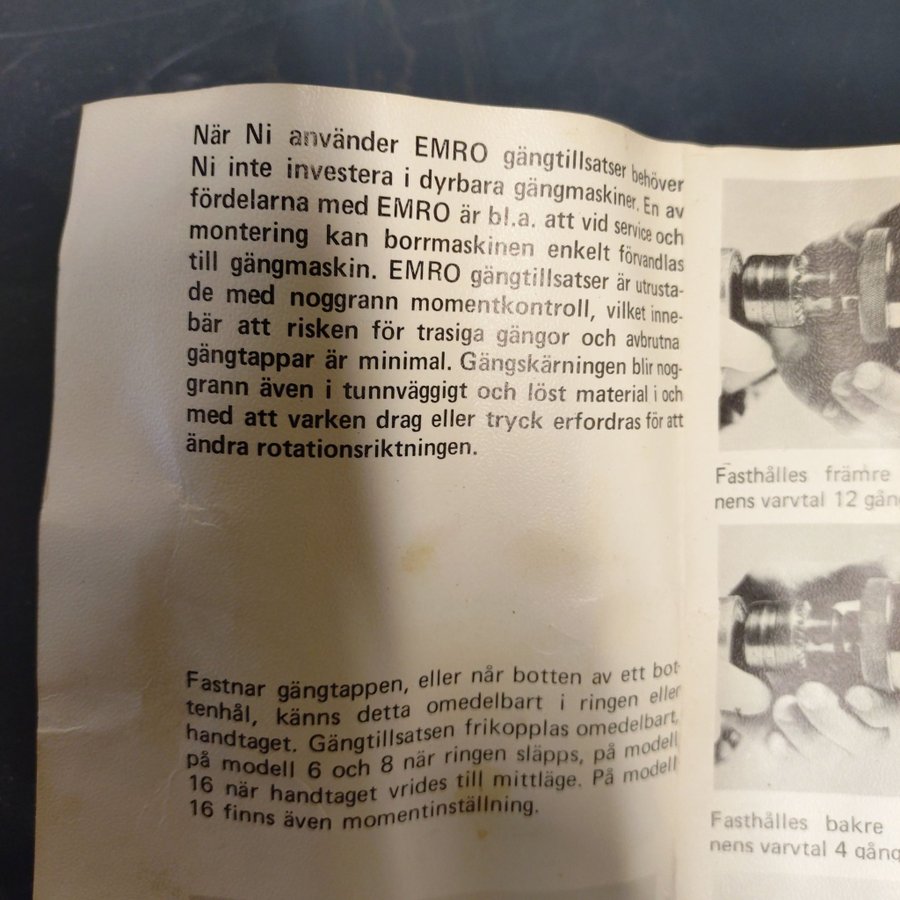 När Ni använder EMRO gängtillsatser behöver
Ni inte investera i dyrbara gängmaskiner. En av
fördelarna med EMRO är bl.a. att vid service och
montering kan borrmaskinen enkelt förvandlas
till gängmaskin. EMRO gängtillsatser är utrusta-
de med noggrann momentkontroll, vilket inne-
bär att risken för trasiga gängor och avbrutna
gängtappar är minimal. Gängskärningen blir nog-
grann även i tunnväggigt och löst material i och
med att varken drag eller tryck erfordras för att
ändra rotationsriktningen.
Fastnar gängtappen, eller når botten av ett bot-
tenhål, känns detta omedelbart i ringen eller
handtaget. Gängtillsatsen frikopplas omedelbart,
på modell 6 och 8 när ringen släpps, på modell
16 när handtaget vrides till mittläge. På modell
16 finns även momentinställning.
Fasthålles främre
nens varvtal 12 gån
Fasthålles bakre
nens varvtal 4 gång